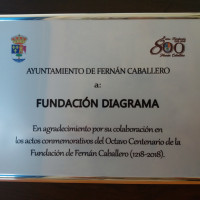 800
AYUNTAMIENTO DE FERNÁN CABALLERO
a:
FUNDACIÓN DIAGRAMA
En agradecimiento por su colaboración en
los actos conmemorativos del Octavo Centenario de la
Fundación de Fernán Caballero (1218-2018).